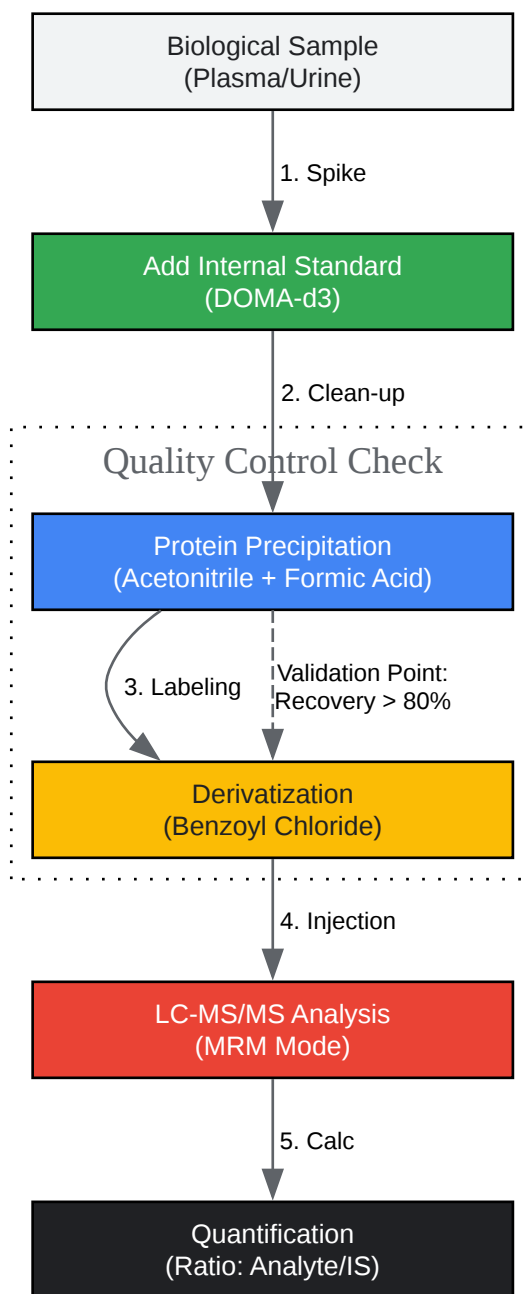 Biological Sample
(Plasma/Urine)
1. Spike
Add Internal Standard
(DOMA-d3)
2. Clean-up
Quality Control Check
Protein Precipitation
(Acetonitrile + Formic Acid)
3. Labeling
Validation Point:
Recovery > 80%
Derivatization
(Benzoyl Chloride)
4. Injection
LC-MS/MS Analysis
(MRM Mode)
5. Calc
Quantification
(Ratio: Analyte/IS)